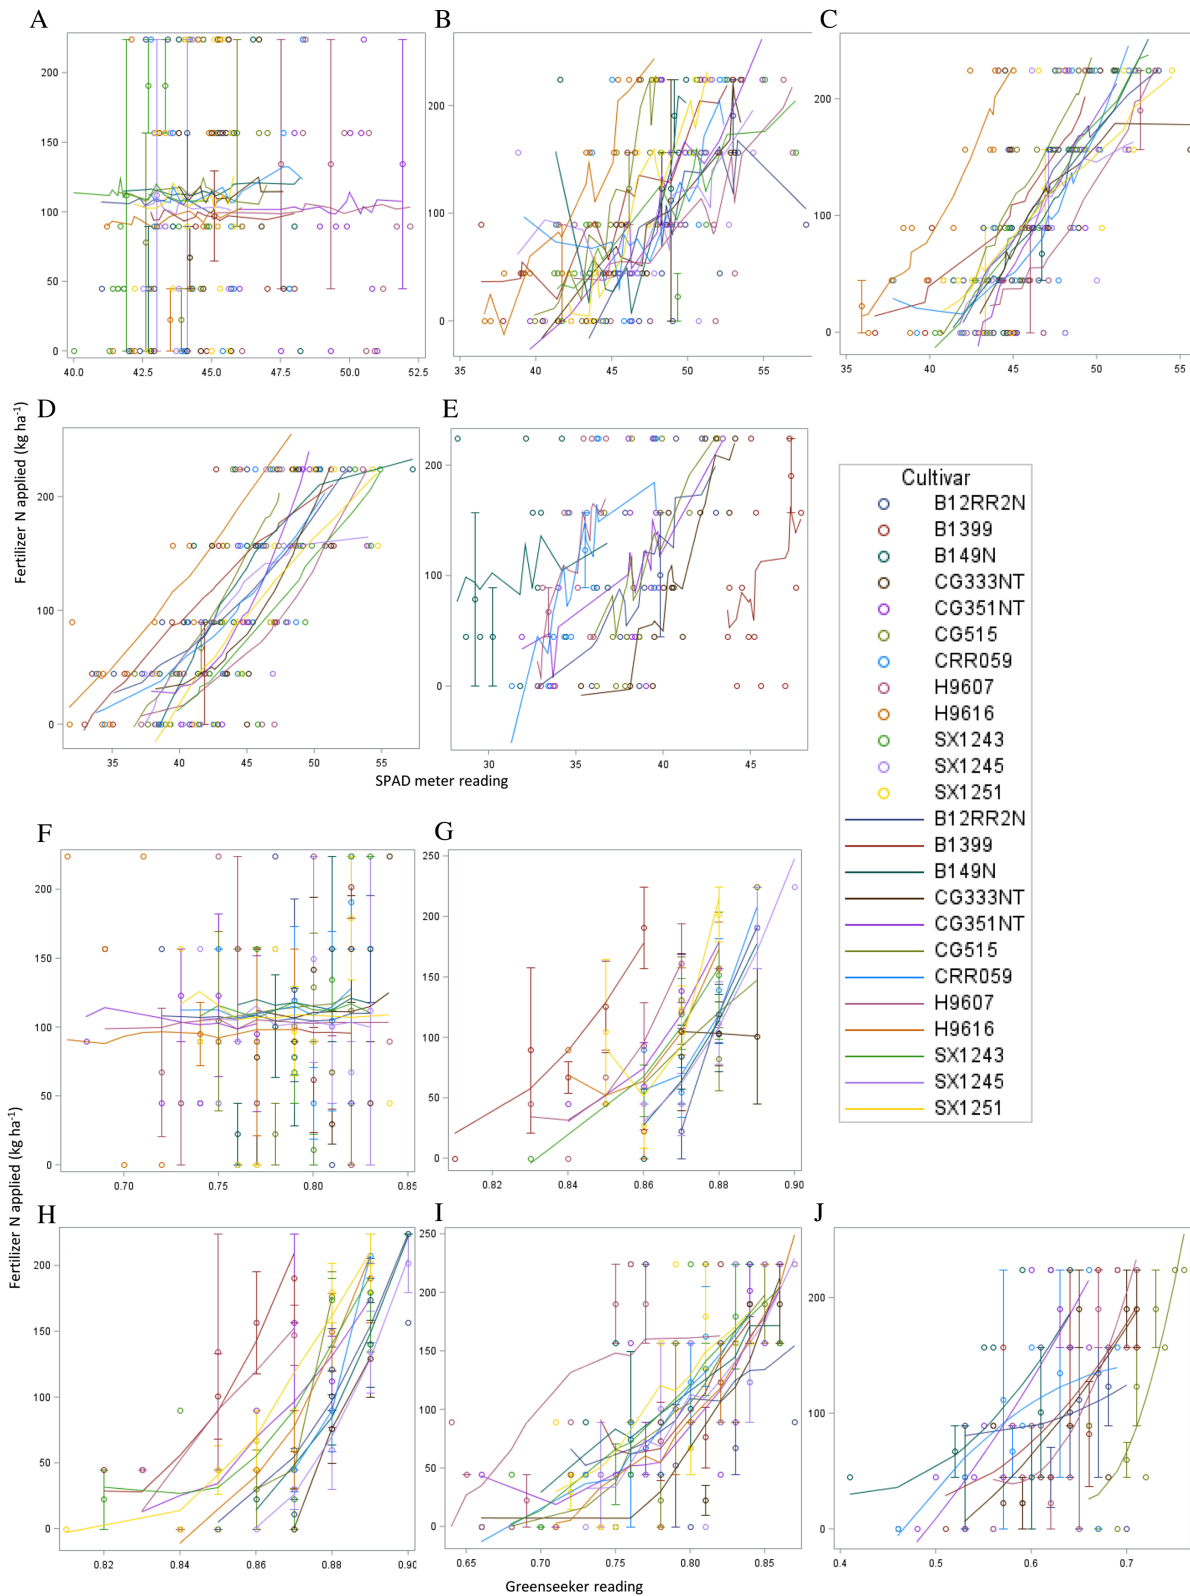 A
B
C
200
150
100
50
0
40.0 42.5 45.0 47.5 50.0 52.5
200
100
0
35 40 45 50 55
200
100
0
35 40 45 50 55
D
E
Fertilizer N applied (kg ha-1)
200
100
0
35 40 45 50 55
200
100
0
30 35 40 45
SPAD meter reading
Cultivar
B12RR2N
B1399
B149N
CG333NT
CG351NT
CG515
CRR059
H9607
H9616
SX1243
SX1245
SX1251
B12RR2N
B1399
B149N
CG333NT
CG351NT
CG515
CRR059
H9607
H9616
SX1243
SX1245
SX1251
F
G
Fertilizer N applied (kg ha-1)
200
150
100
50
0
0.70 0.75 0.80 0.85
250
200
150
100
50
0
0.82 0.84 0.86 0.88 0.90
H
I
J
200
150
100
50
0
0.82 0.84 0.86 0.88 0.90
250
200
150
100
50
0
0.65 0.70 0.75 0.80 0.85
200
100
0
0.4 0.5 0.6 0.7
Greenseeker reading